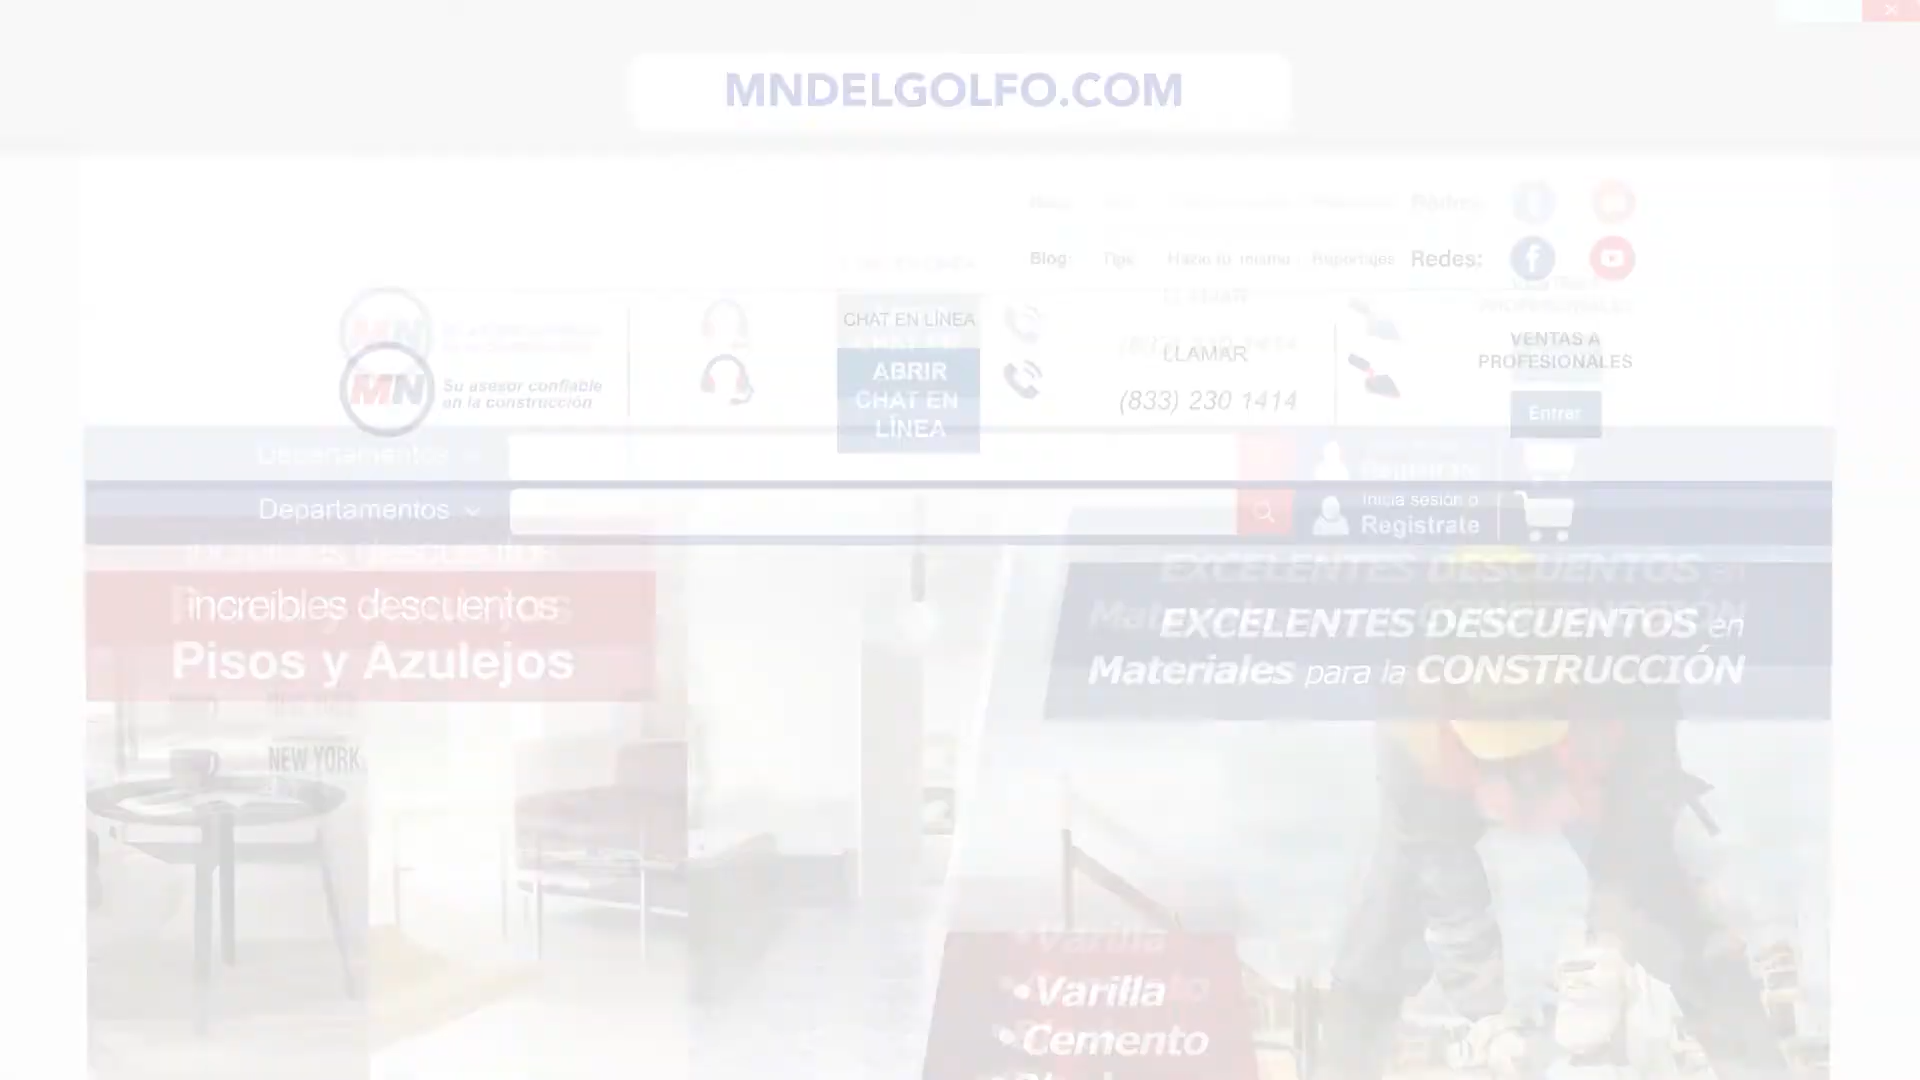 MNDELGOLFO.COM
Blog: Tips Hazlo tú mismo Reportajes Redes:
MN Su asesor confiable
en la construcción
CHAT EN LÍNEA
ABRIR
CHAT EN
LÍNEA
LLAMAR
(833) 230 1414
VENTAS A
PROFESIONALES
Entrar
Departamentos
Inicia sesión o
Registrate
increibles descuentos
Pisos y Azulejos
EXCELENTES DESCUENTOS en
Materiales para la CONSTRUCCIÓN
NEW YORK
•Varilla
•Cemento